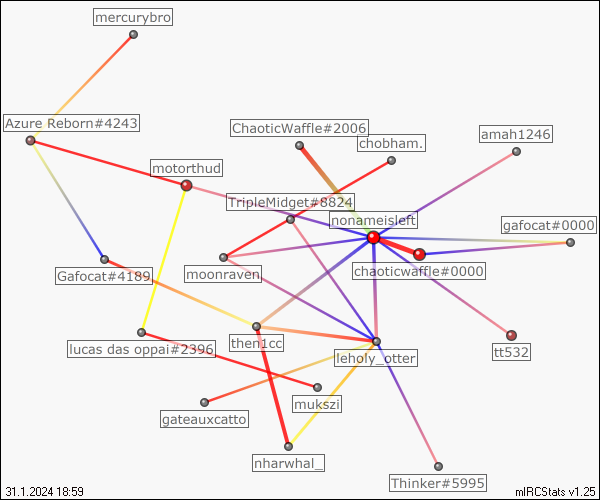 mercurybro
Azure Reborn#4243
ChaoticWaffle#2006
amah1246
chobham.
motorthud
TripleMidget#8824
nonameisleft
gafocat#0000
chaoticwaffle#0000
moonraven
Gafocat#4189
then1cc
lucas das oppai#2396
tt532
leholy_otter
mukszi
gateauxcatto
nharwhal_
Thinker#5995
31.1.2024 18:59
mIRCStats v1.25